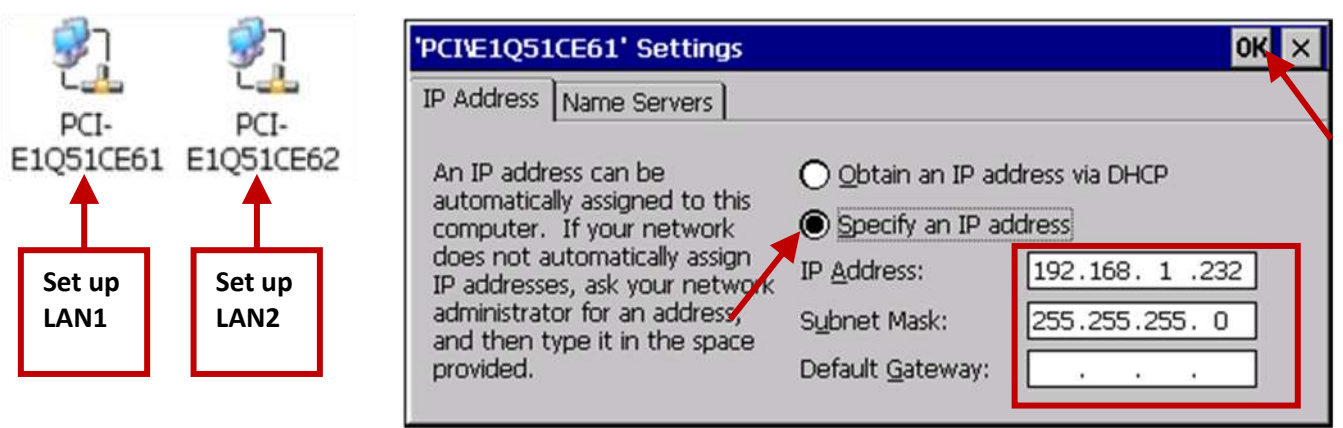 PCI-
E1Q51CE61
PCI-
E1Q51CE62
Set up
LAN1
Set up
LAN2
'PCI\E1Q51CE61' Settings
OK ×
IP Address
Name Servers
An IP address can be
automatically assigned to this
computer. If your network
does not automatically assign
IP addresses, ask your network
administrator for an address,
and then type it in the space
provided.
Obtain an IP address via DHCP
Specify an IP address
IP Address: 192.168. 1 .232
Subnet Mask: 255.255.255. 0
Default Gateway: . . .